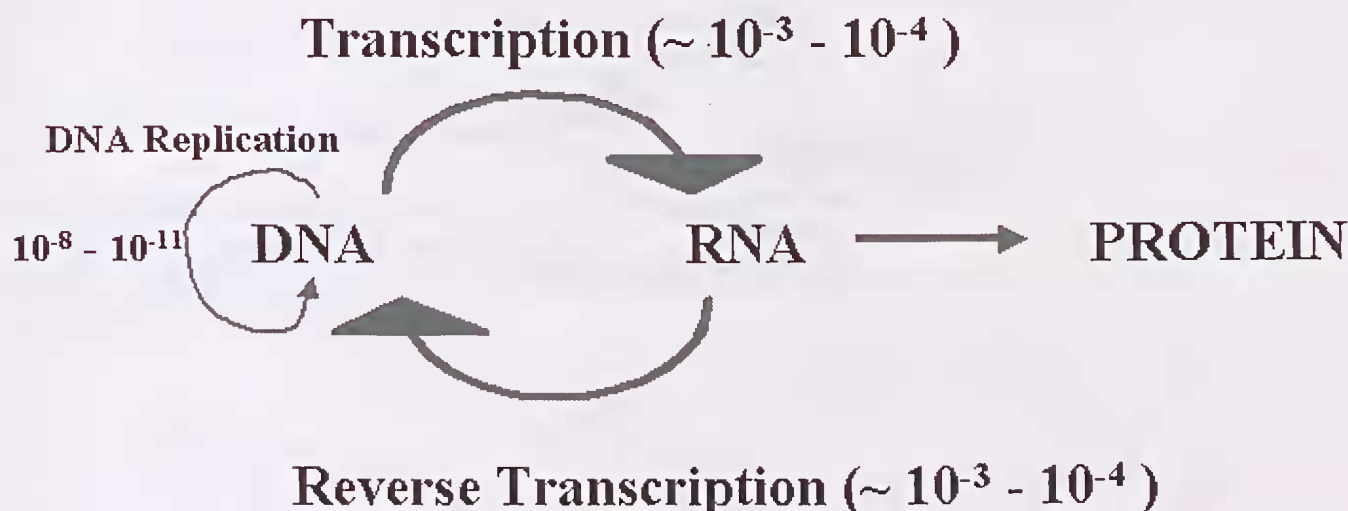 Transcription (~ 10⁻³ - 10⁻⁴ )
DNA Replication
10⁻⁸ - 10⁻¹¹ DNA RNA PROTEIN
Reverse Transcription (~ 10⁻³ - 10⁻⁴ )